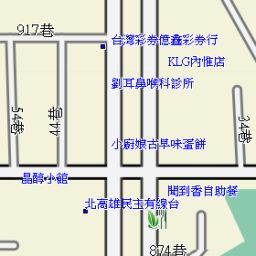 917巷
台灣彩券億鑫彩券行
KLG內惟店
劉耳鼻喉科診所
54巷
44巷
34巷
小廚娘古早味蛋餅
晶醇小館
聞到香自助餐
北高雄民主有線台
874巷